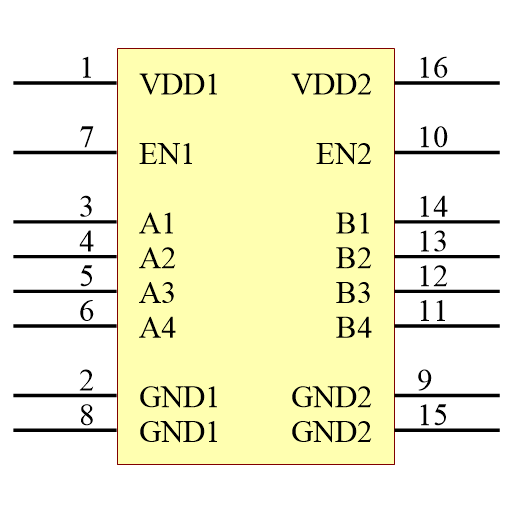 1 VDD1 VDD2 16
7 EN1 EN2 10
3 A1 B1 14
4 A2 B2 13
5 A3 B3 12
6 A4 B4 11
2 GND1 GND2 9
8 GND1 GND2 15